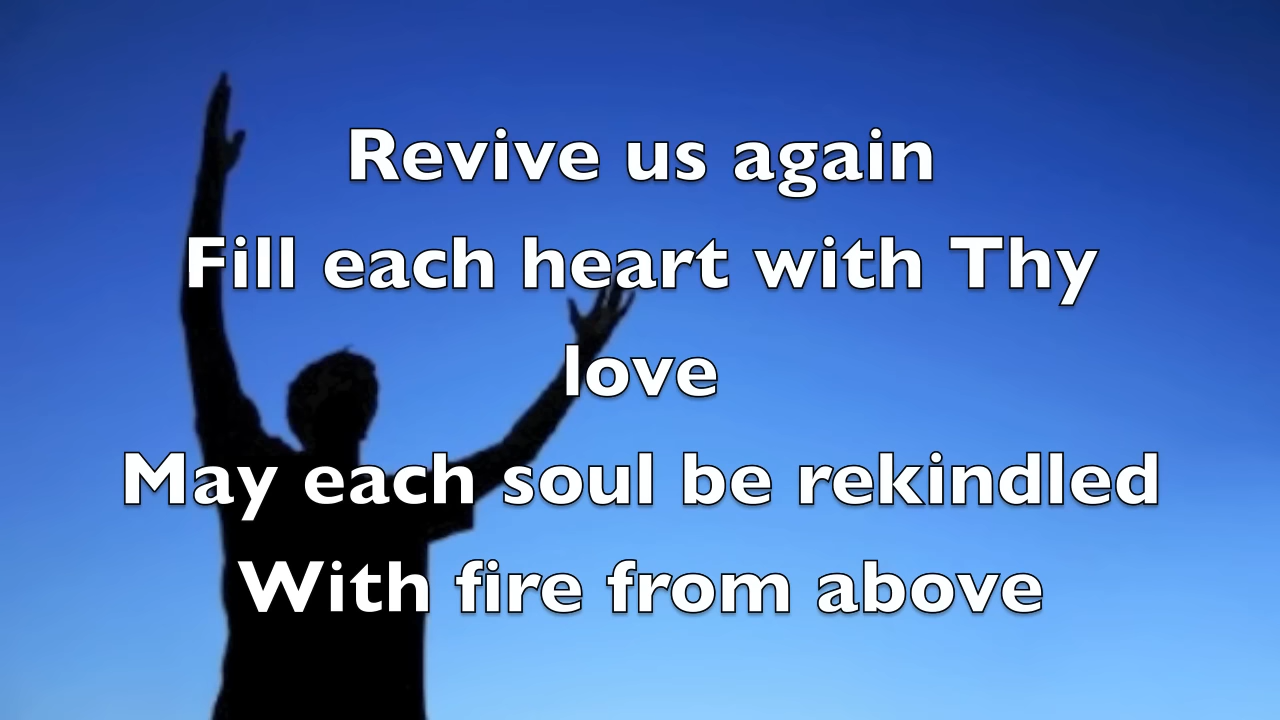 Revive us again
Fill each heart with Thy
love
May each soul be rekindled
With fire from above